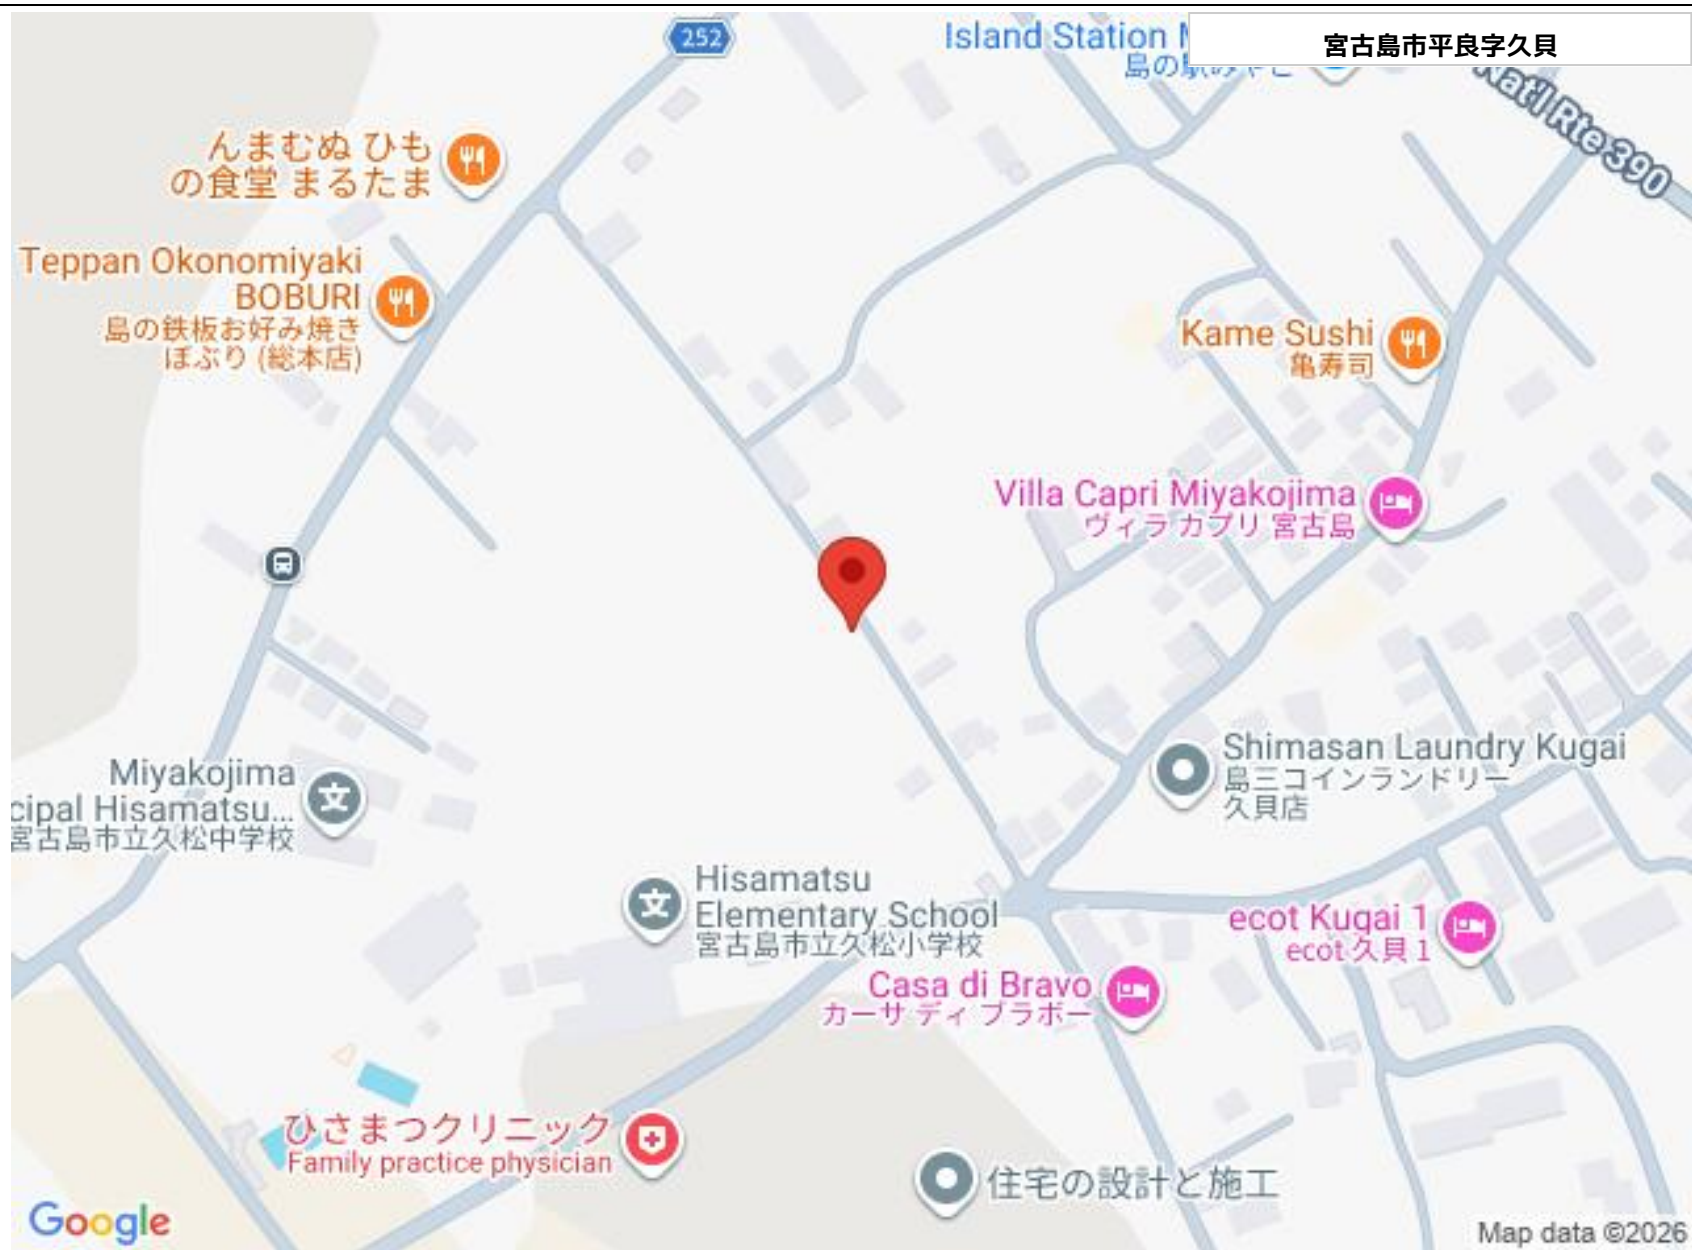 252
Island Station
島の駅みやこ
宮古島市平良字久貝
Nat'l Rte 390
んまむぬ ひも
の食堂 まるたま
Teppan Okonomiyaki
BOBURI
島の鉄板お好み焼き
ぼぶり (総本店)
Kame Sushi
亀寿司
Villa Capri Miyakojima
ヴィラ カプリ 宮古島
Shimasan Laundry Kugai
島三コインランドリー
久貝店
Miyakojima
cipal Hisamatsu...
宮古島市立久松中学校
Hisamatsu
Elementary School
宮古島市立久松小学校
ecot Kugai 1
ecot 久貝 1
Casa di Bravo
カーサ ディ ブラボー
ひさまつクリニック
Family practice physician
住宅の設計と施工
Google
Map data ©2026